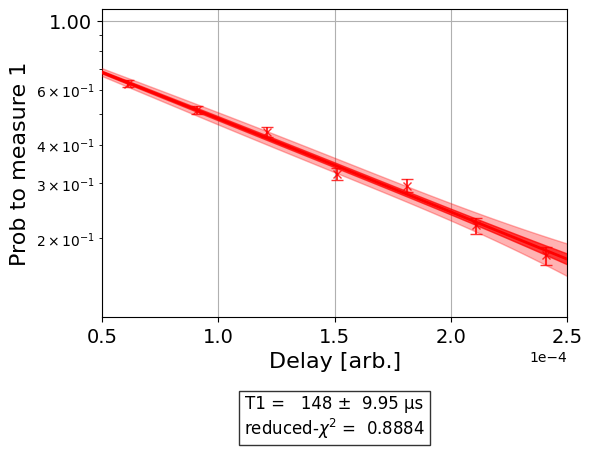 1.00
6 × 10⁻¹
4 × 10⁻¹
3 × 10⁻¹
2 × 10⁻¹
Prob to measure 1
0.5 1.0 1.5 2.0 2.5
Delay [arb.]
1e−4
T1 = 148 ± 9.95 µs
reduced-χ² = 0.8884